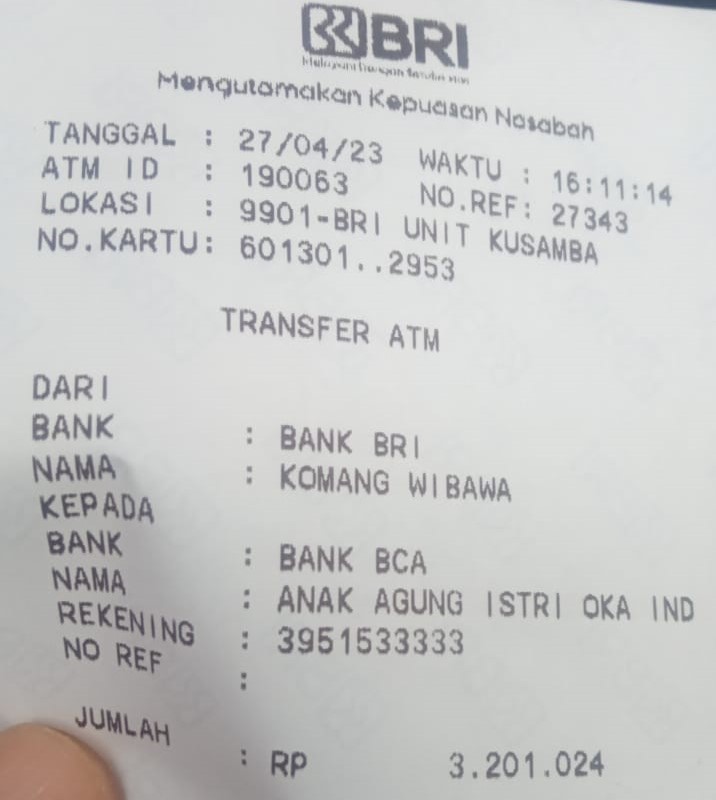 BRI
Melayani Dengan Setulus Hati
Mengutamakan Kepuasan Nasabah
TANGGAL : 27/04/23 WAKTU : 16:11:14
ATM ID : 190063 NO.REF: 27343
LOKASI : 9901-BRI UNIT KUSAMBA
NO.KARTU: 601301..2953
TRANSFER ATM
DARI
BANK : BANK BRI
NAMA : KOMANG WIBAWA
KEPADA
BANK : BANK BCA
NAMA : ANAK AGUNG ISTRI OKA IND
REKENING : 3951533333
NO REF :
JUMLAH : RP 3.201.024